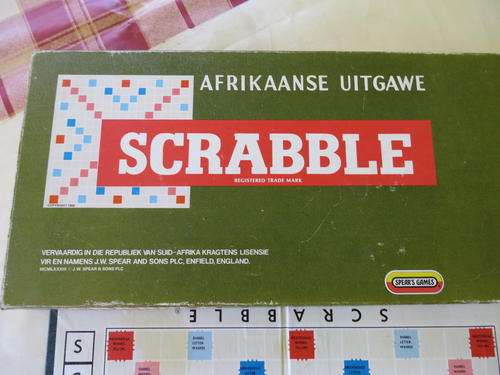 AFRIKAANSE UITGAWE
SCRABBLE
REGISTERED TRADE MARK
VERVAARDIG IN DIE REPUBLIEK VAN SUID-AFRIKA KRAGTENS LISENSIE
VIR EN NAMENS J.W. SPEAR AND SONS PLC, ENFIELD, ENGLAND.
J.W. SPEAR & SONS PLC
SPEAR'S GAMES
SCRABBLE
S
S